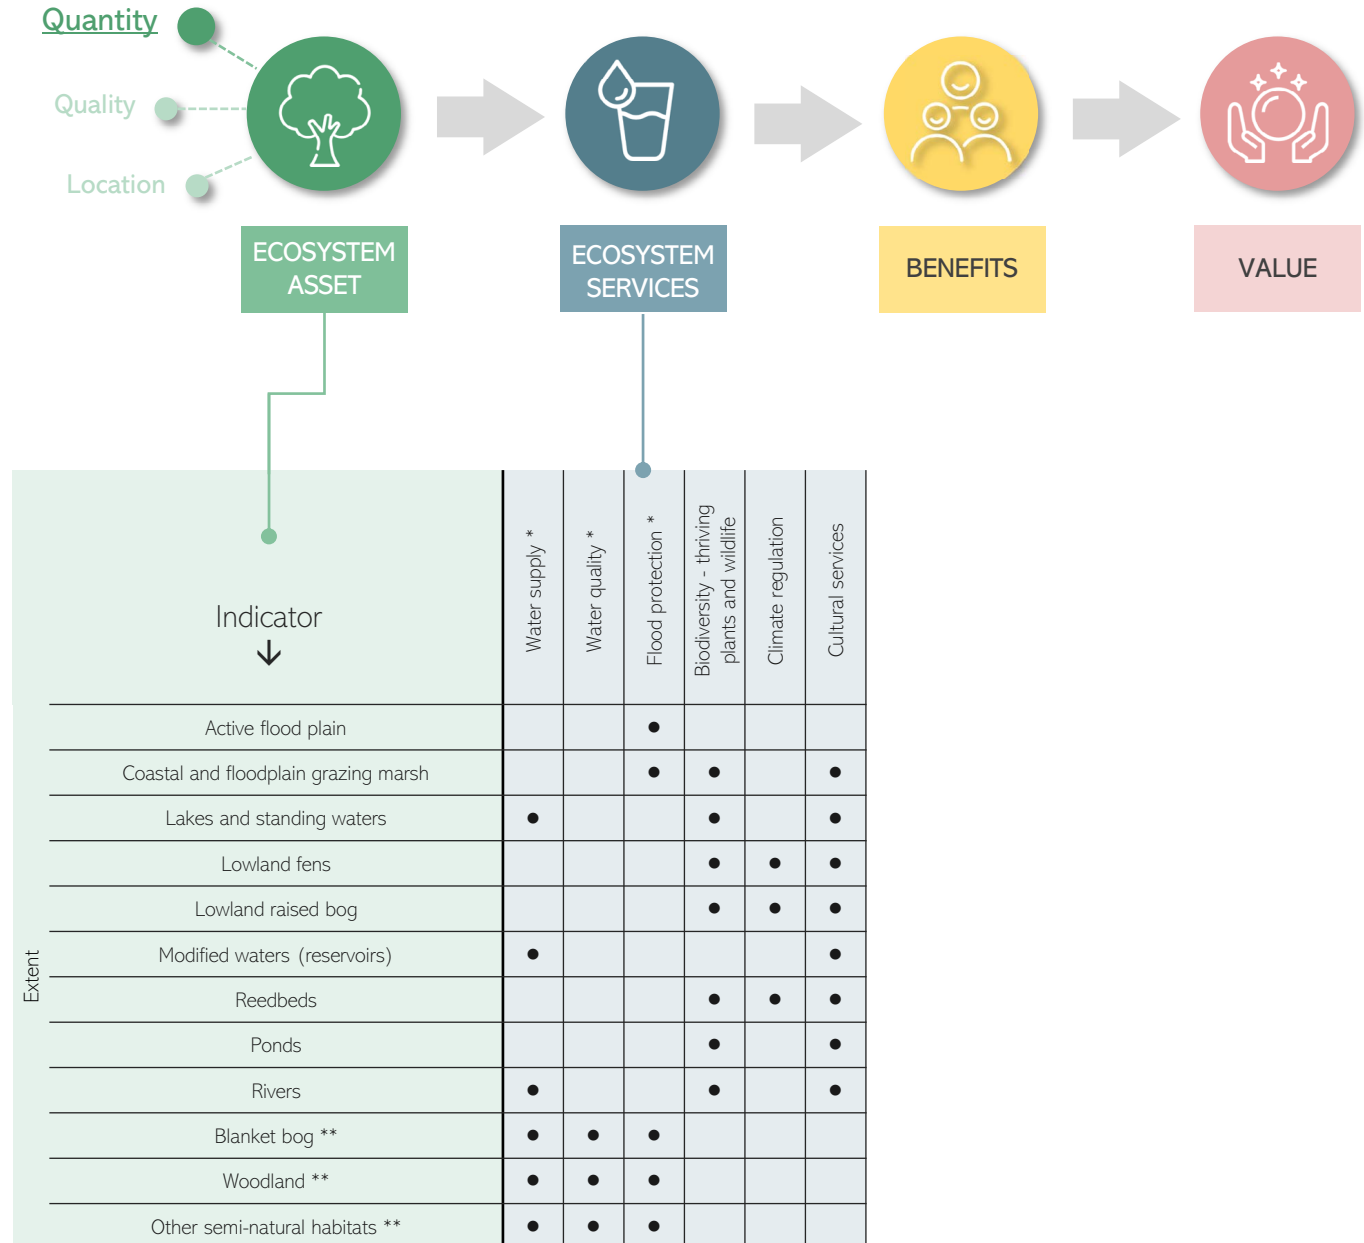 Quantity
Quality
Location
ECOSYSTEM
ASSET
ECOSYSTEM
SERVICES
BENEFITS
VALUE
Indicator
↓
Water supply *
Water quality *
Flood protection *
Biodiversity - thriving
plants and wildlife
Climate regulation
Cultural services
Extent
Active flood plain ●
Coastal and floodplain grazing marsh ● ● ●
Lakes and standing waters ● ● ●
Lowland fens ● ● ●
Lowland raised bog ● ● ●
Modified waters (reservoirs) ● ●
Reedbeds ● ● ●
Ponds ● ●
Rivers ● ● ●
Blanket bog ** ● ● ●
Woodland ** ● ● ●
Other semi-natural habitats ** ● ● ●